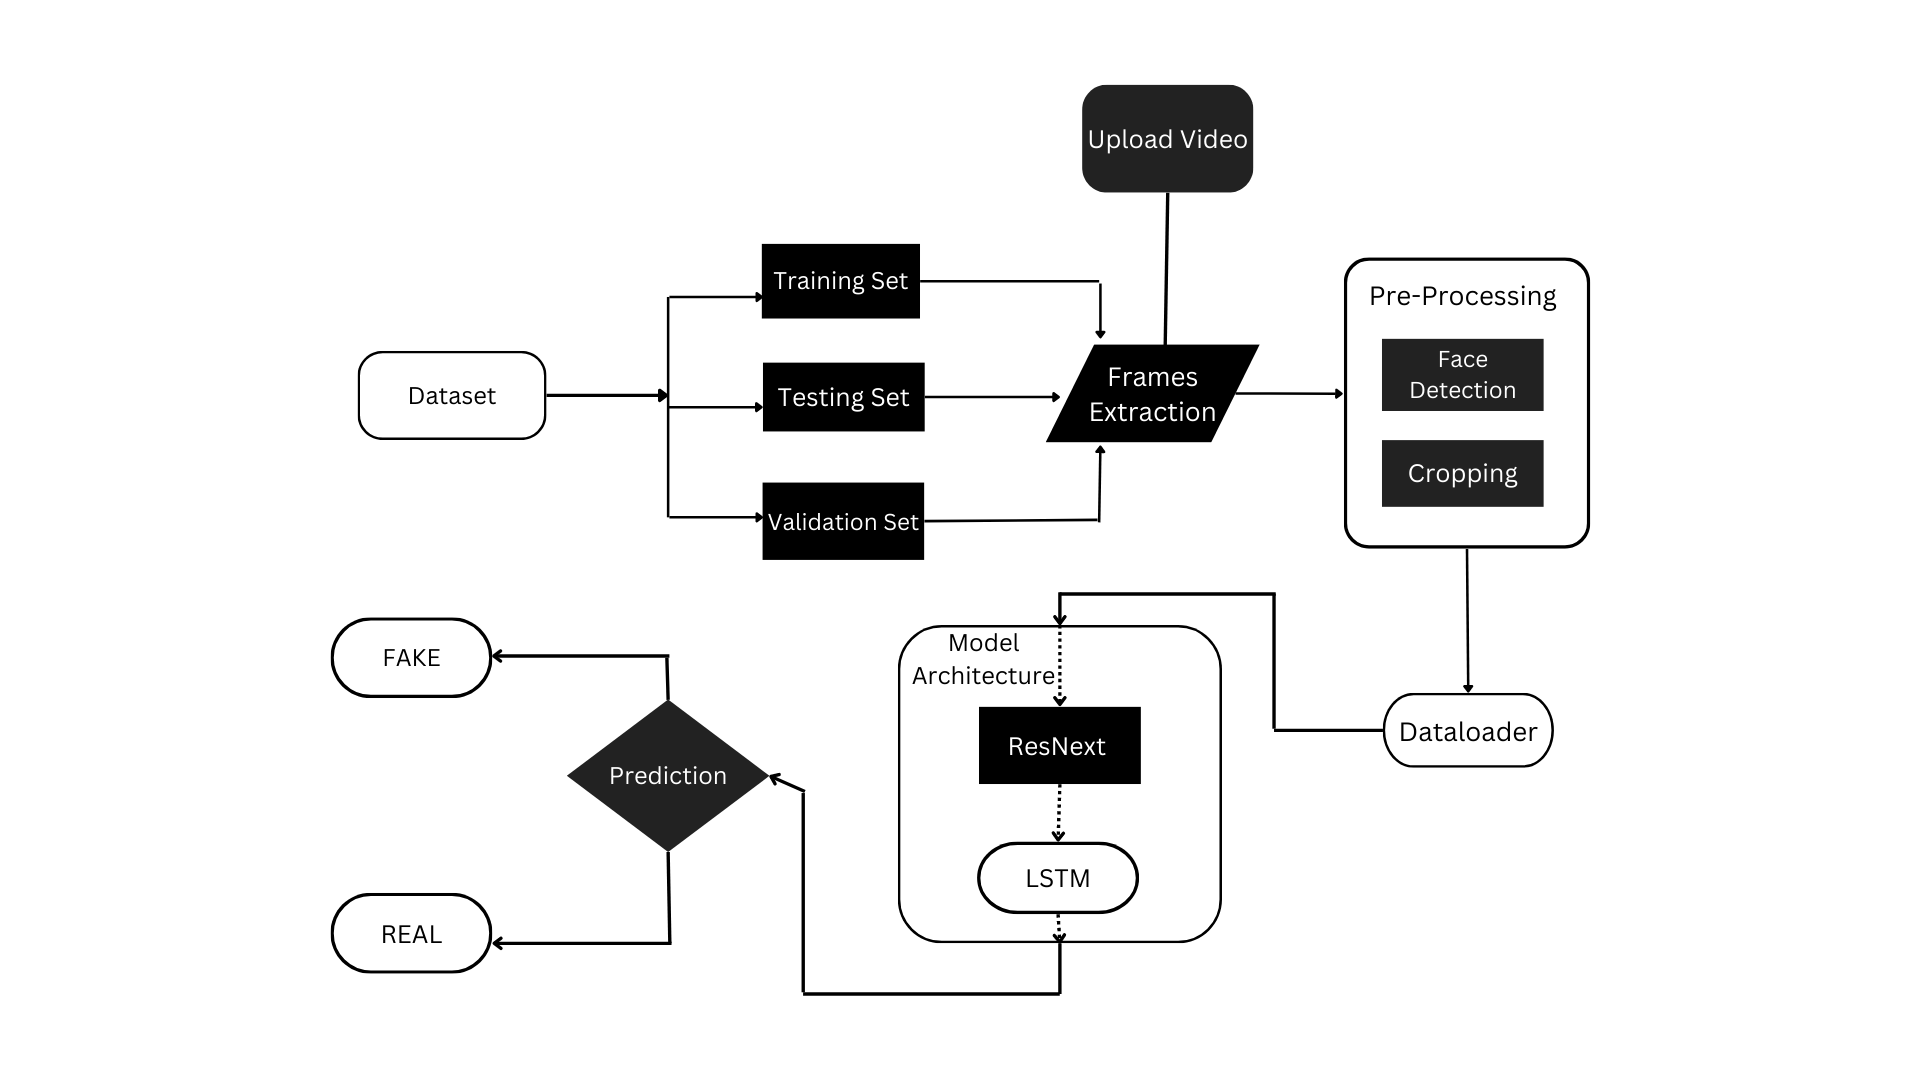 Upload Video
Training Set
Pre-Processing
Face
Detection
Dataset
Testing Set
Frames
Extraction
Cropping
Validation Set
FAKE
Model
Architecture
ResNext
Dataloader
Prediction
LSTM
REAL